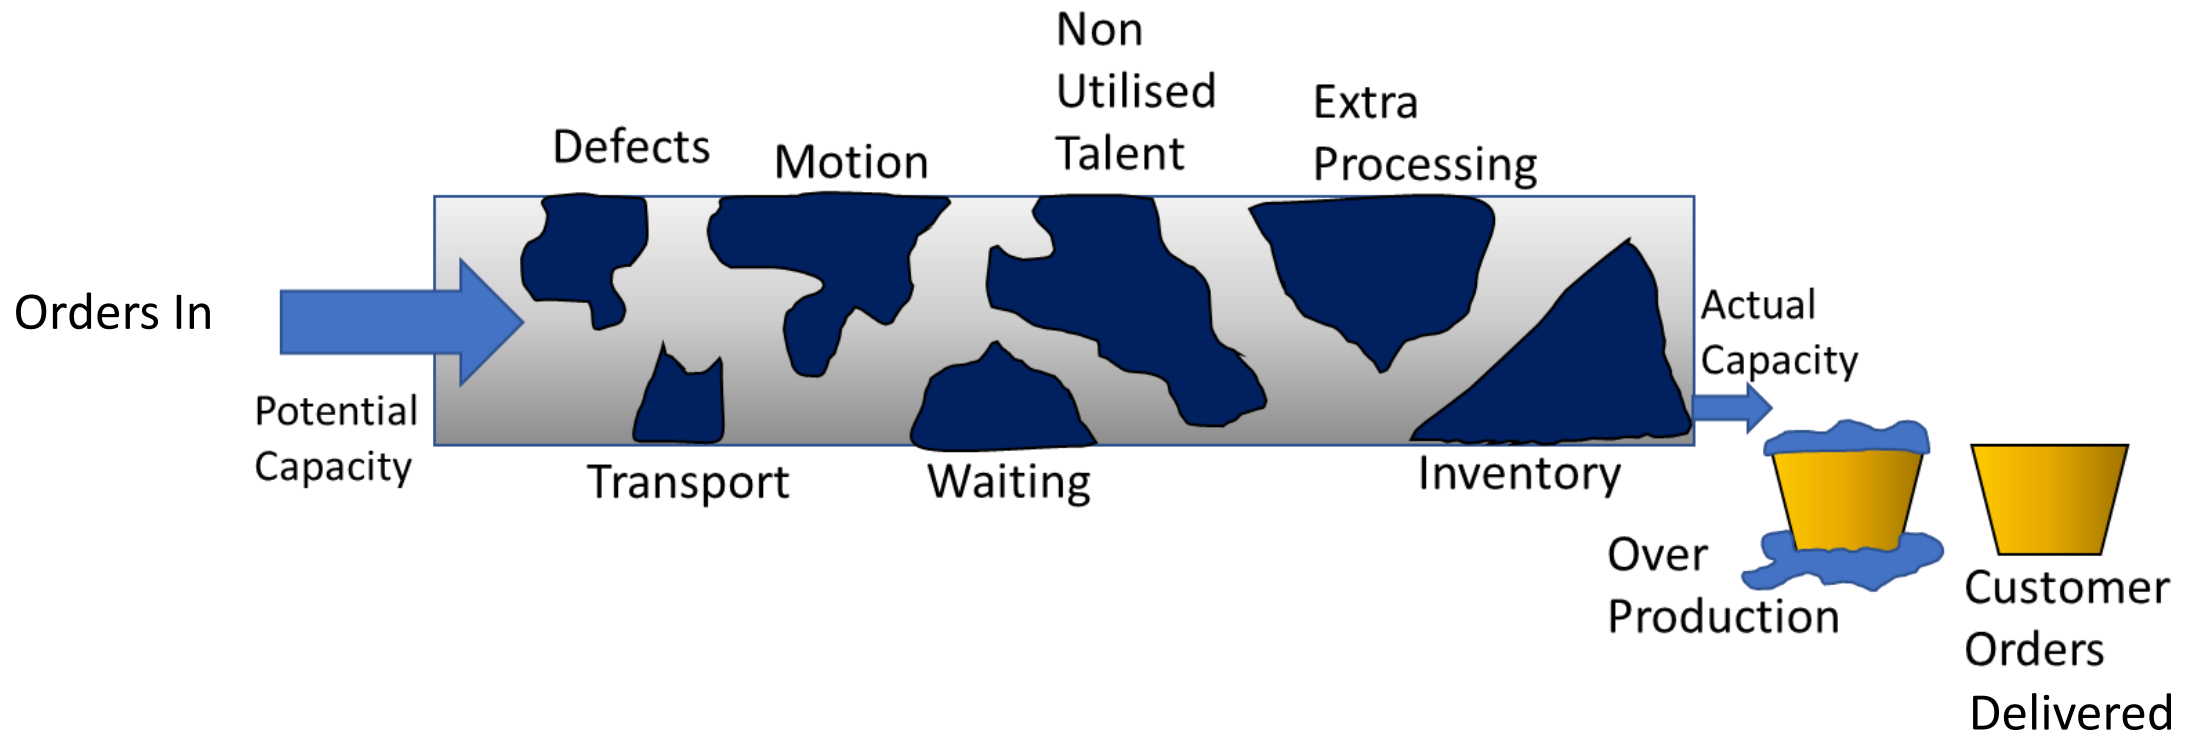 Orders In
Potential
Capacity
Defects
Motion
Non
Utilised
Talent
Extra
Processing
Transport
Waiting
Inventory
Actual
Capacity
Over
Production
Customer
Orders
Delivered